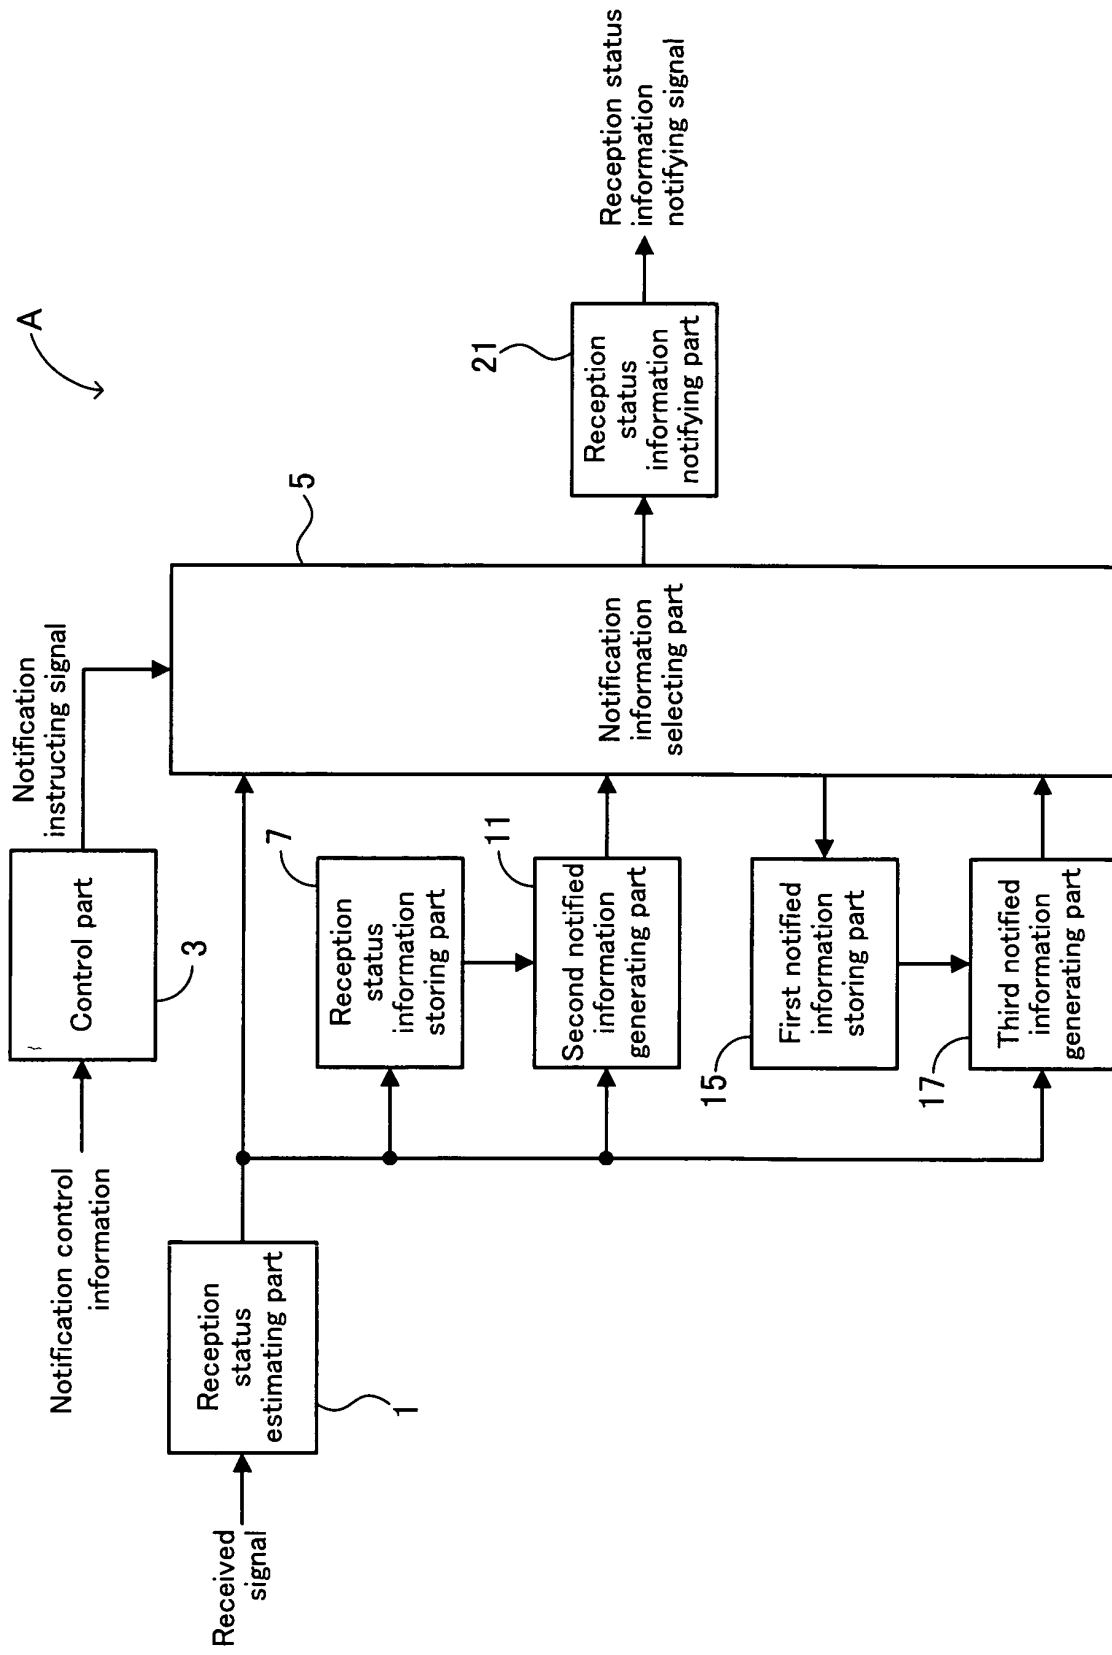 A
Notification control
information
Control part
3
Notification
instructing signal
Received
signal
Reception
status
estimating part
1
Reception
status
information
storing part
7
Second notified
information
generating part
11
First notified
information
storing part
15
Third notified
information
generating part
17
Notification
information
selecting part
5
Reception
status
information
notifying part
21
Reception status
information
notifying signal